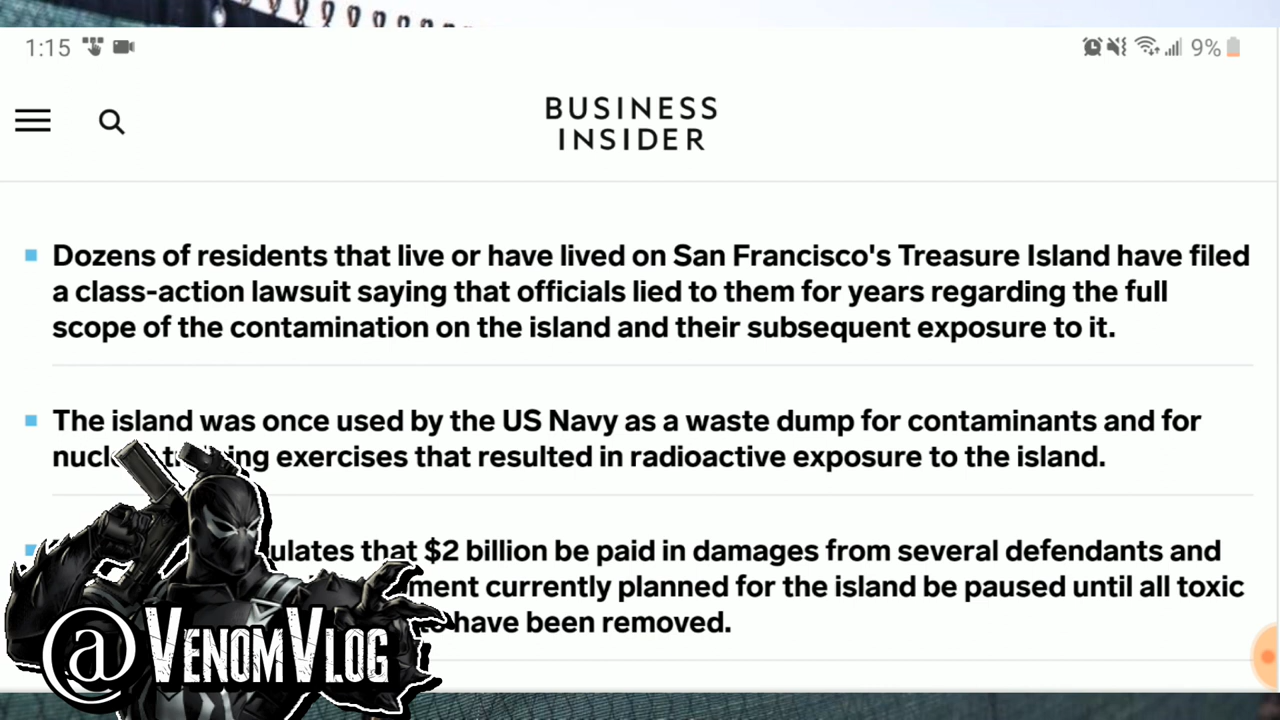 1:15
9%
BUSINESS
INSIDER
Dozens of residents that live or have lived on San Francisco's Treasure Island have filed
a class-action lawsuit saying that officials lied to them for years regarding the full
scope of the contamination on the island and their subsequent exposure to it.
The island was once used by the US Navy as a waste dump for contaminants and for
exercises that resulted in radioactive exposure to the island.
that $2 billion be paid in damages from several defendants and
currently planned for the island be paused until all toxic
have been removed.
@VENOMVLOG